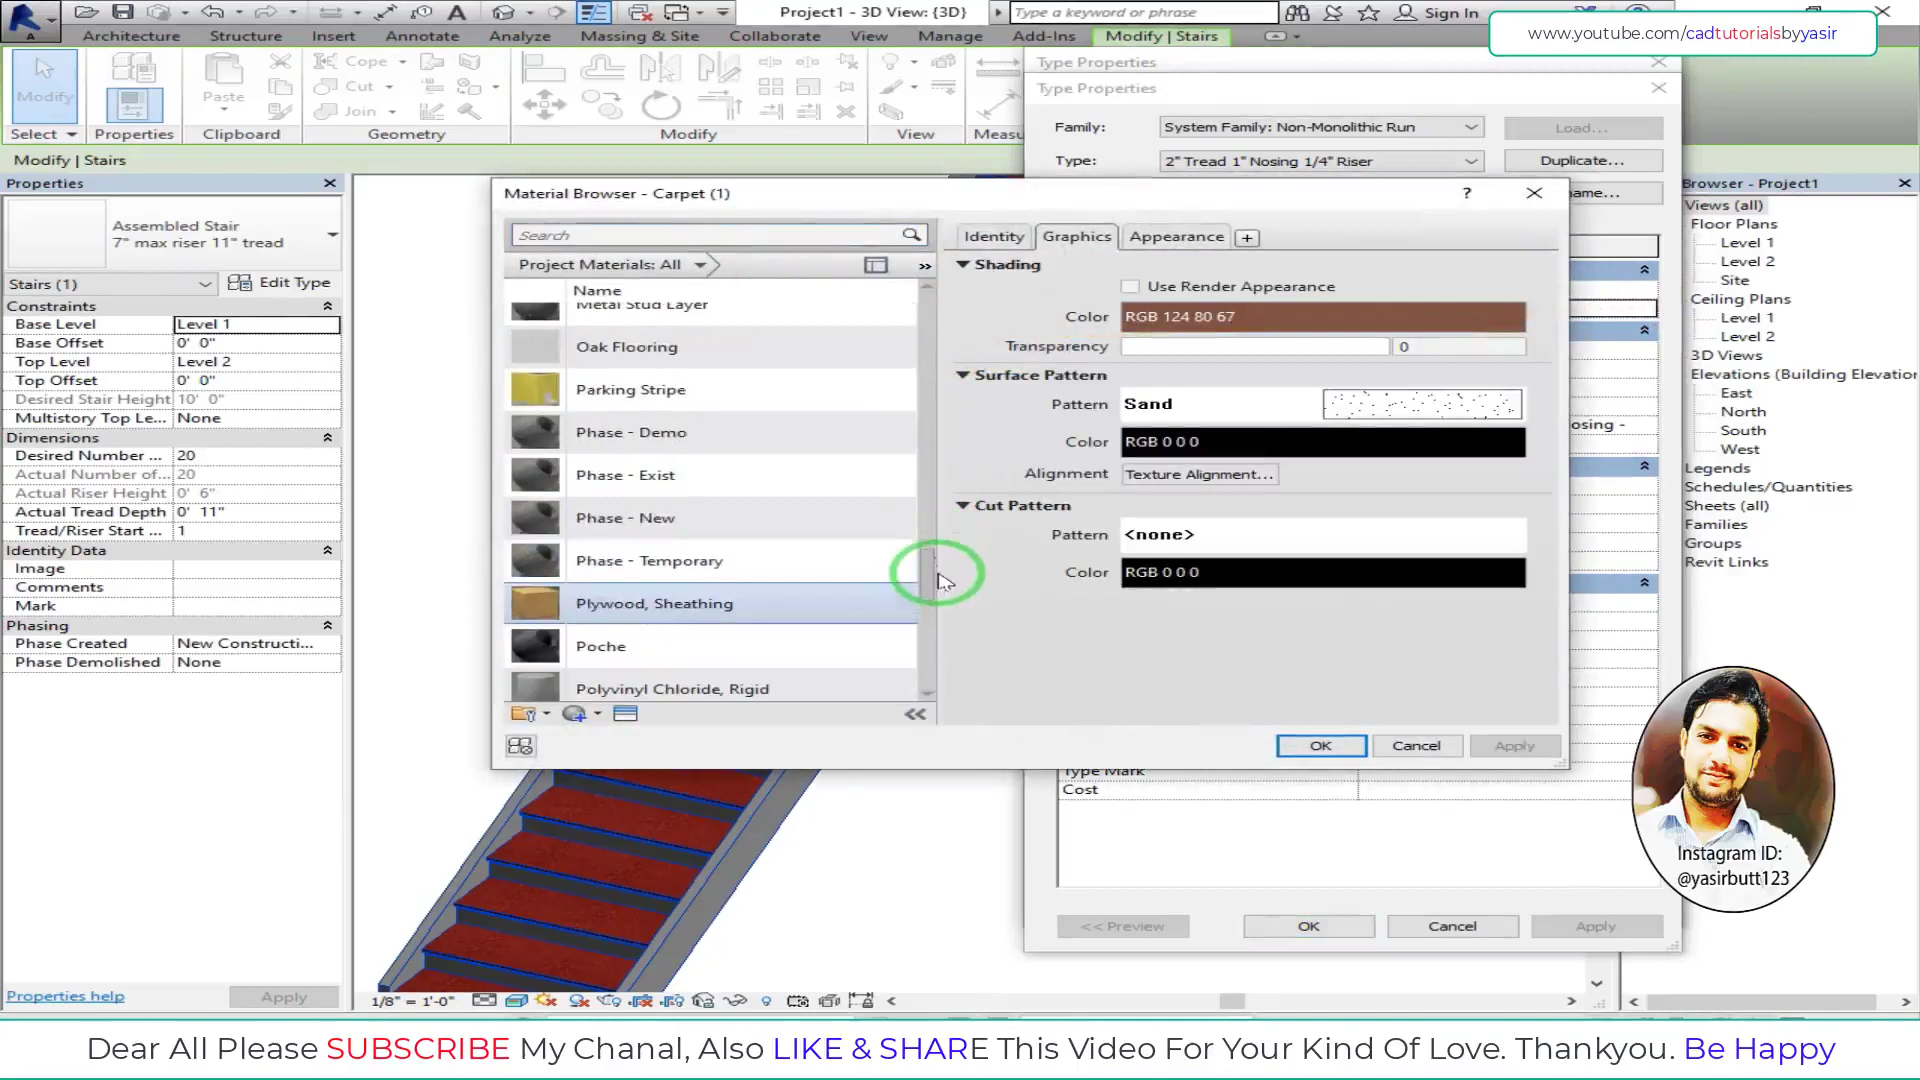 Project1 - 3D View: {3D}
Type a keyword or phrase
Sign In
www.youtube.com/cadtutorialsbyyasir
Architecture Structure Insert Annotate Analyze Massing & Site Collaborate View Manage Add-Ins Modify | Stairs
Modify
Paste
Cope
Cut
Join
Select Properties Clipboard Geometry Modify View Measu
Modify | Stairs
Type Properties
Type Properties
Family: System Family: Non-Monolithic Run Load...
Type: 2" Tread 1" Nosing 1/4" Riser Duplicate...
name...
Properties
Assembled Stair
7" max riser 11" tread
Stairs (1) Edit Type
Constraints
Base Level Level 1
Base Offset 0' 0"
Top Level Level 2
Top Offset 0' 0"
Desired Stair Height 10' 0"
Multistory Top Le... None
Dimensions
Desired Number ... 20
Actual Number of... 20
Actual Riser Height 0' 6"
Actual Tread Depth 0' 11"
Tread/Riser Start ... 1
Identity Data
Image
Comments
Mark
Phasing
Phase Created New Constructi...
Phase Demolished None
Properties help Apply
Material Browser - Carpet (1)
?
Search
Project Materials: All
Name
Metal Stud Layer
Oak Flooring
Parking Stripe
Phase - Demo
Phase - Exist
Phase - New
Phase - Temporary
Plywood, Sheathing
Poche
Polyvinyl Chloride, Rigid
Identity Graphics Appearance
Shading
Use Render Appearance
Color RGB 124 80 67
Transparency 0
Surface Pattern
Pattern Sand
Color RGB 0 0 0
Alignment Texture Alignment...
Cut Pattern
Pattern <none>
Color RGB 0 0 0
OK Cancel Apply
osing -
Type Mark
Cost
<< Preview OK Cancel Apply
Browser - Project1
Views (all)
Floor Plans
Level 1
Level 2
Site
Ceiling Plans
Level 1
Level 2
3D Views
Elevations (Building Elevation
East
North
South
West
Legends
Schedules/Quantities
Sheets (all)
Families
Groups
Revit Links
Instagram ID:
@yasirbutt123
1/8" = 1'-0"
Dear All Please SUBSCRIBE My Chanal, Also LIKE & SHARE This Video For Your Kind Of Love. Thankyou. Be Happy